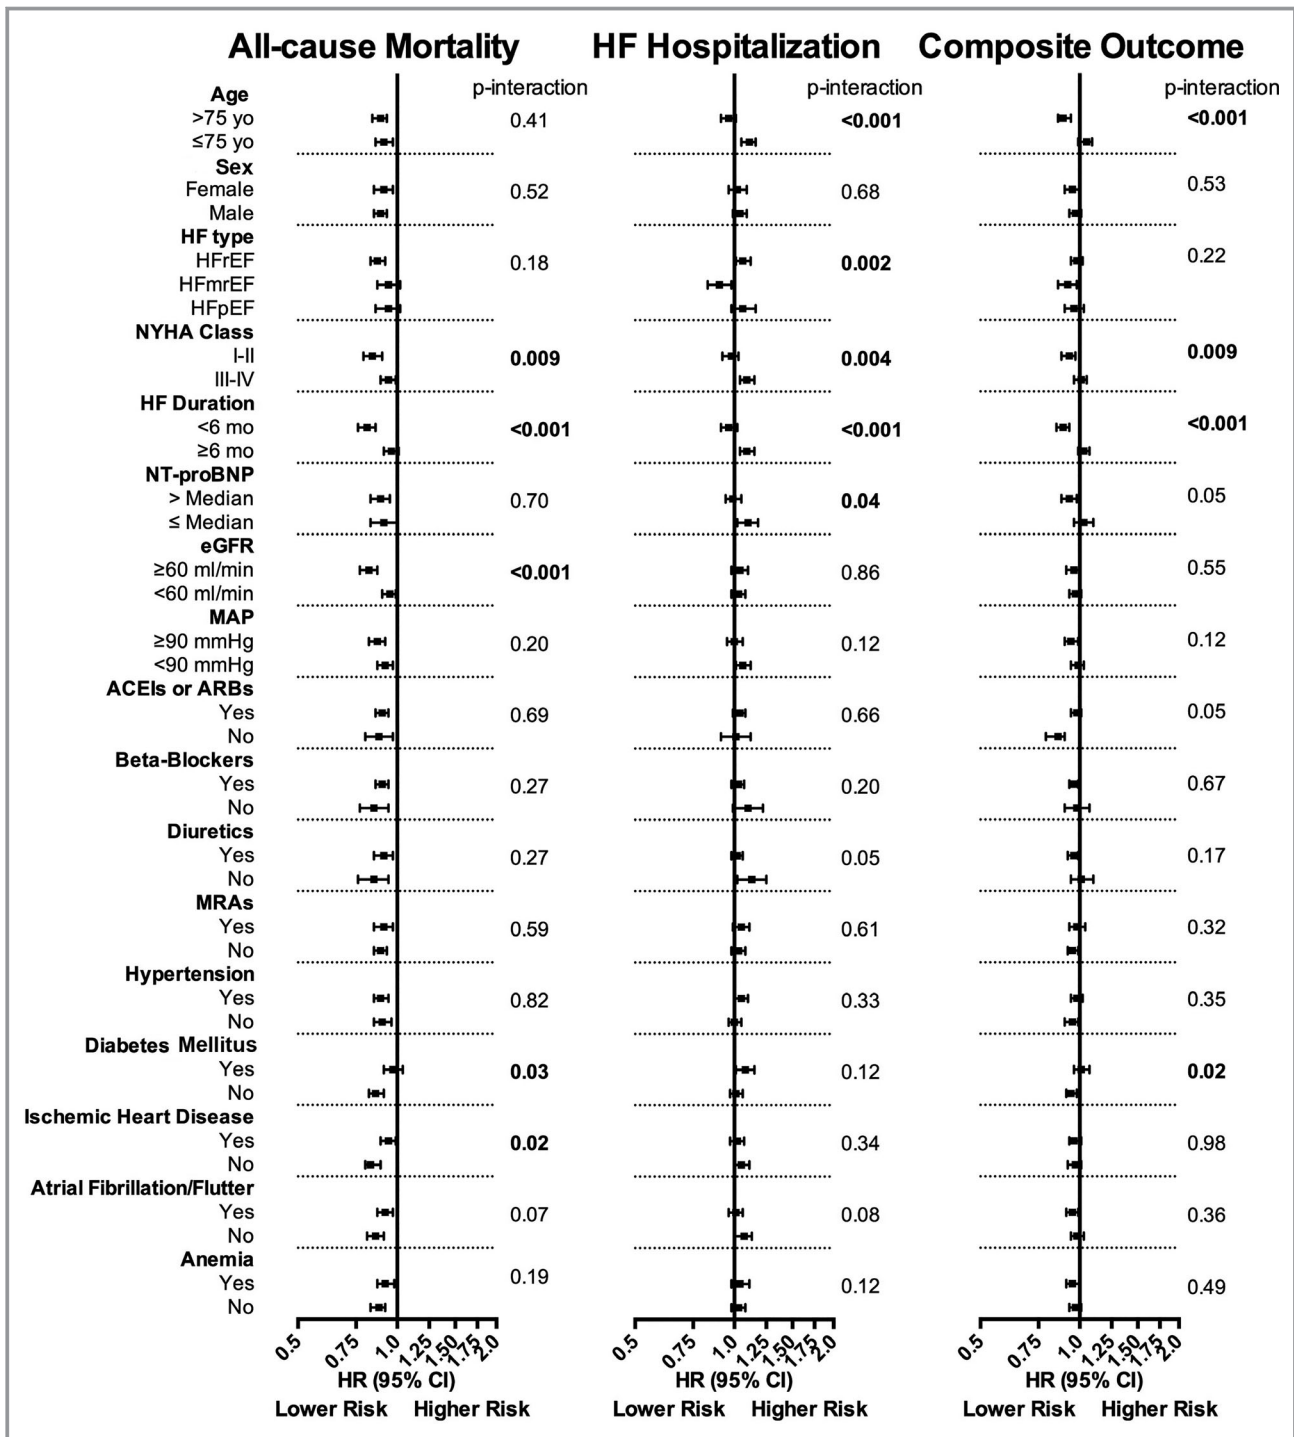 All-cause Mortality HF Hospitalization Composite Outcome
p-interaction p-interaction p-interaction
Age
>75 yo 0.41 <0.001 <0.001
≤75 yo
Sex
Female 0.52 0.68 0.53
Male
HF type
HFrEF 0.18 0.002 0.22
HFmrEF
HFpEF
NYHA Class
I-II 0.009 0.004 0.009
III-IV
HF Duration
<6 mo <0.001 <0.001 <0.001
≥6 mo
NT-proBNP
> Median 0.70 0.04 0.05
≤ Median
eGFR
≥60 ml/min <0.001 0.86 0.55
<60 ml/min
MAP
≥90 mmHg 0.20 0.12 0.12
<90 mmHg
ACEIs or ARBs
Yes 0.69 0.66 0.05
No
Beta-Blockers
Yes 0.27 0.20 0.67
No
Diuretics
Yes 0.27 0.05 0.17
No
MRAs
Yes 0.59 0.61 0.32
No
Hypertension
Yes 0.82 0.33 0.35
No
Diabetes Mellitus
Yes 0.03 0.12 0.02
No
Ischemic Heart Disease
Yes 0.02 0.34 0.98
No
Atrial Fibrillation/Flutter
Yes 0.07 0.08 0.36
No
Anemia
Yes 0.19 0.12 0.49
No
0.5 0.75 1.0 1.25 1.50 1.75 2.0 0.5 0.75 1.0 1.25 1.50 1.75 2.0 0.5 0.75 1.0 1.25 1.50 1.75 2.0
HR (95% CI) HR (95% CI) HR (95% CI)
Lower Risk Higher Risk Lower Risk Higher Risk Lower Risk Higher Risk